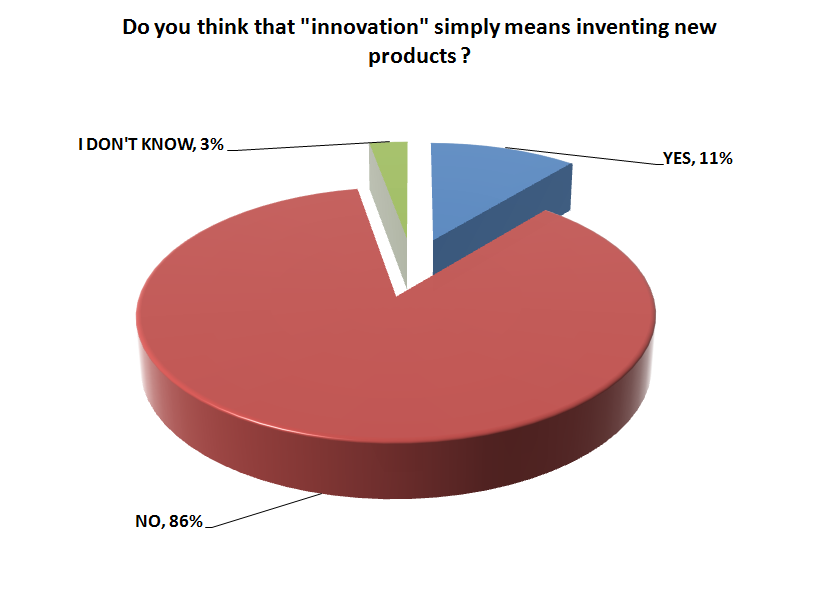 Do you think that "innovation" simply means inventing new
products ?
I DON'T KNOW, 3%
YES, 11%
NO, 86%